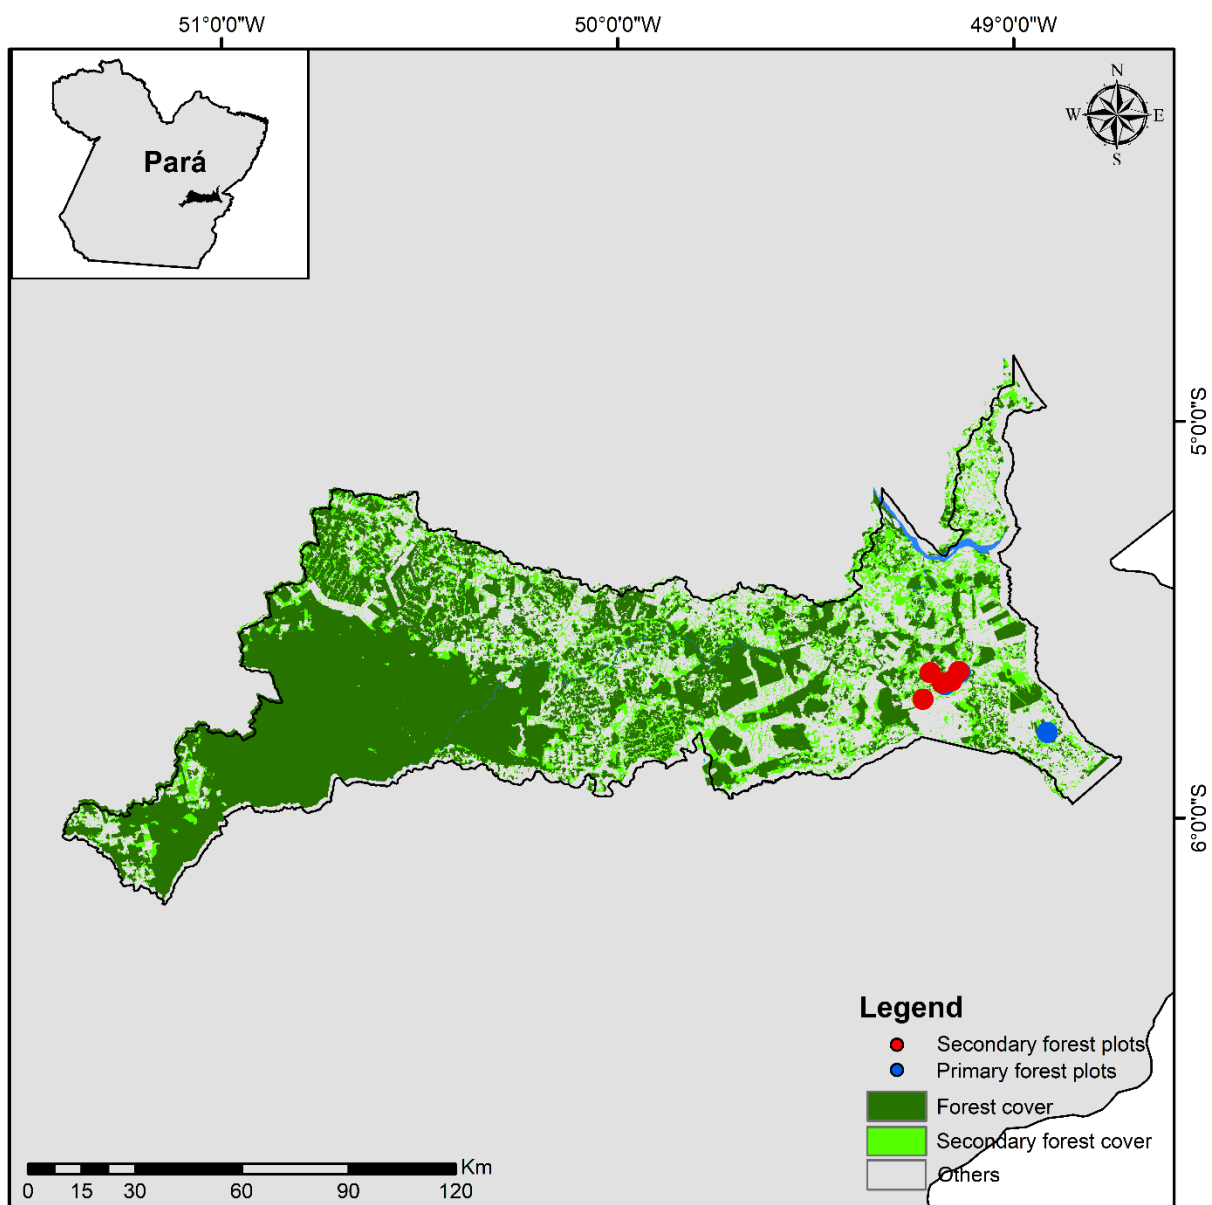 51°0'0"W 50°0'0"W 49°0'0"W
Pará
N
W E
S
5°0'0"S
6°0'0"S
Legend
Secondary forest plots
Primary forest plots
Forest cover
Secondary forest cover
Others
Km
0 15 30 60 90 120